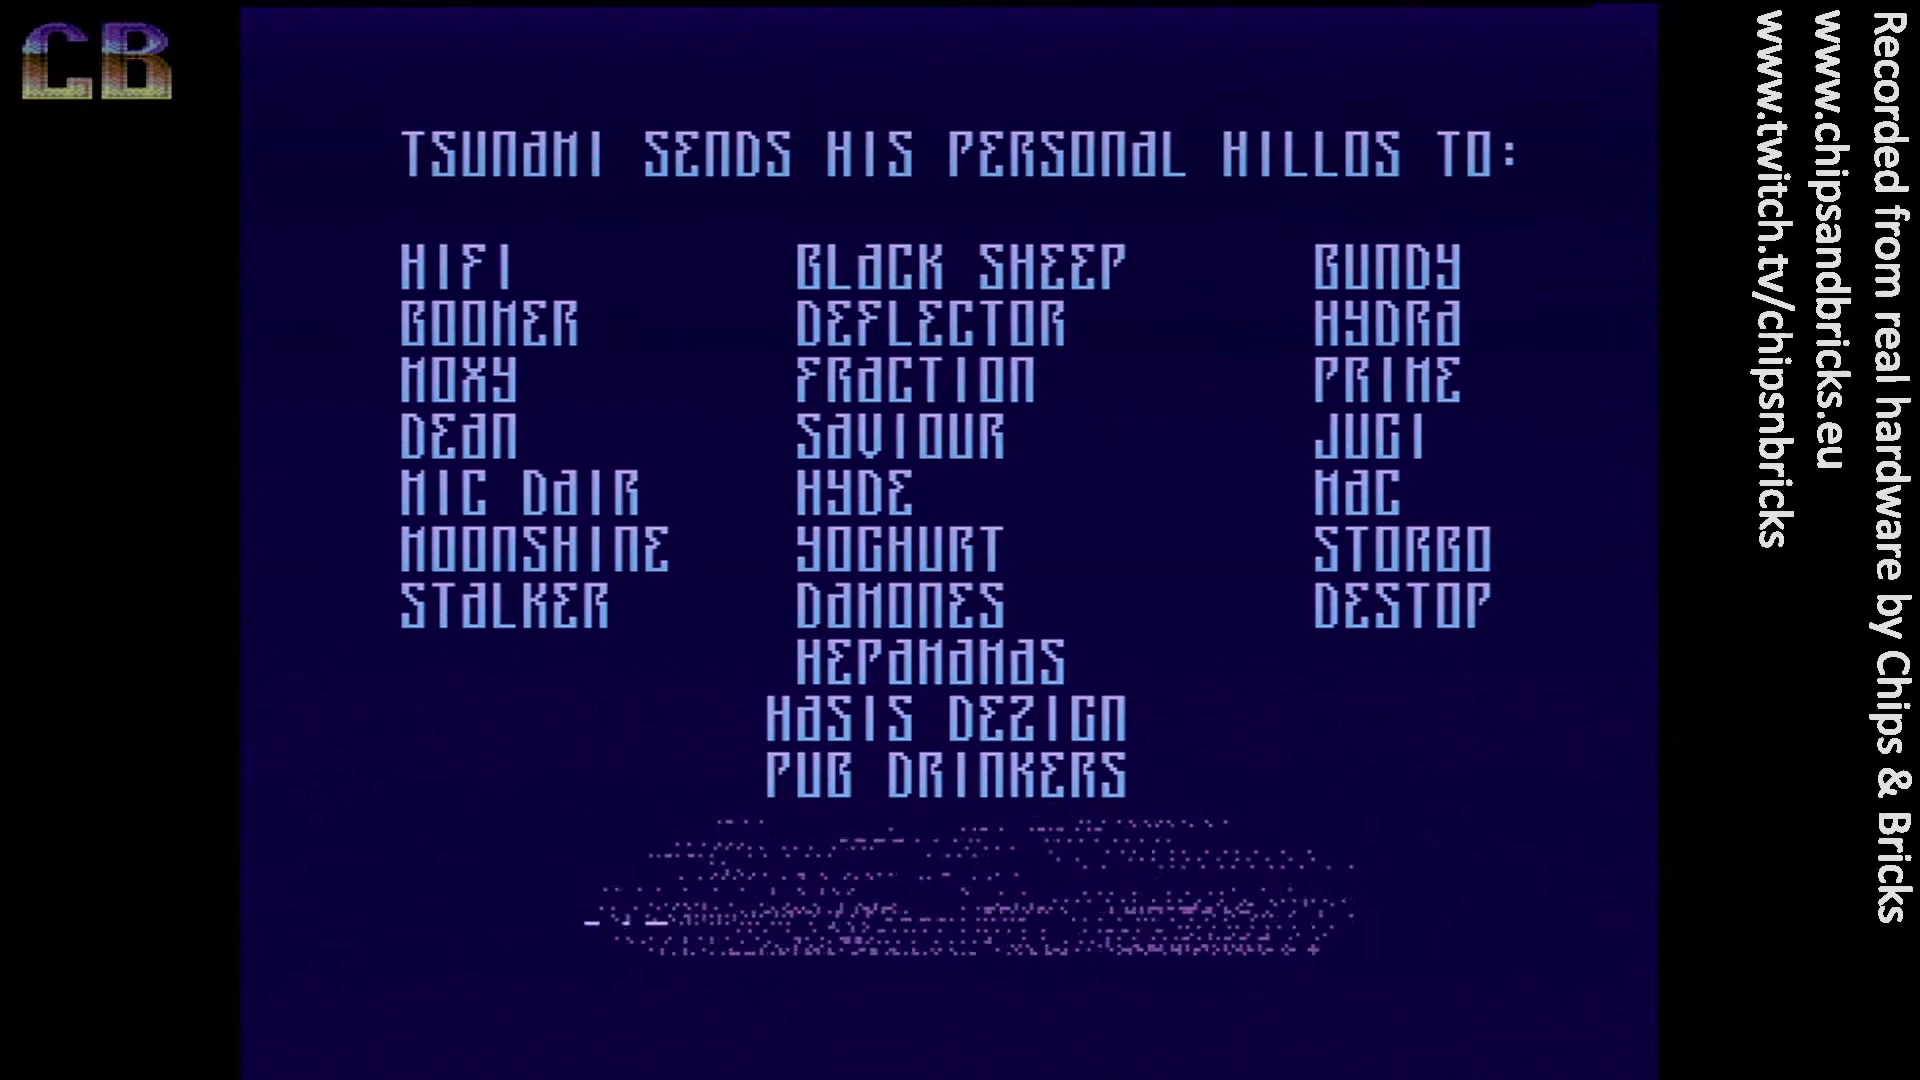 CB
TSUNaMI SENDS HIS PERSONaL HILLOS TO:
HIFI BLaCK SHEEP BUNDY
BOOMER DEFLECTOR HYDRa
MOXY FRaCTION PRIME
DEaN SaVIOUR JUGI
MIC DaIR HYDE MaC
MOONSHINE YOGHURT STORBO
STaLKER DaMONES DESTOP
HEPaMaMaS
HaSIS DEZIGN
PUB DRINKERS
Recorded from real hardware by Chips & Bricks
www.chipsandbricks.eu
www.twitch.tv/chipsnbricks